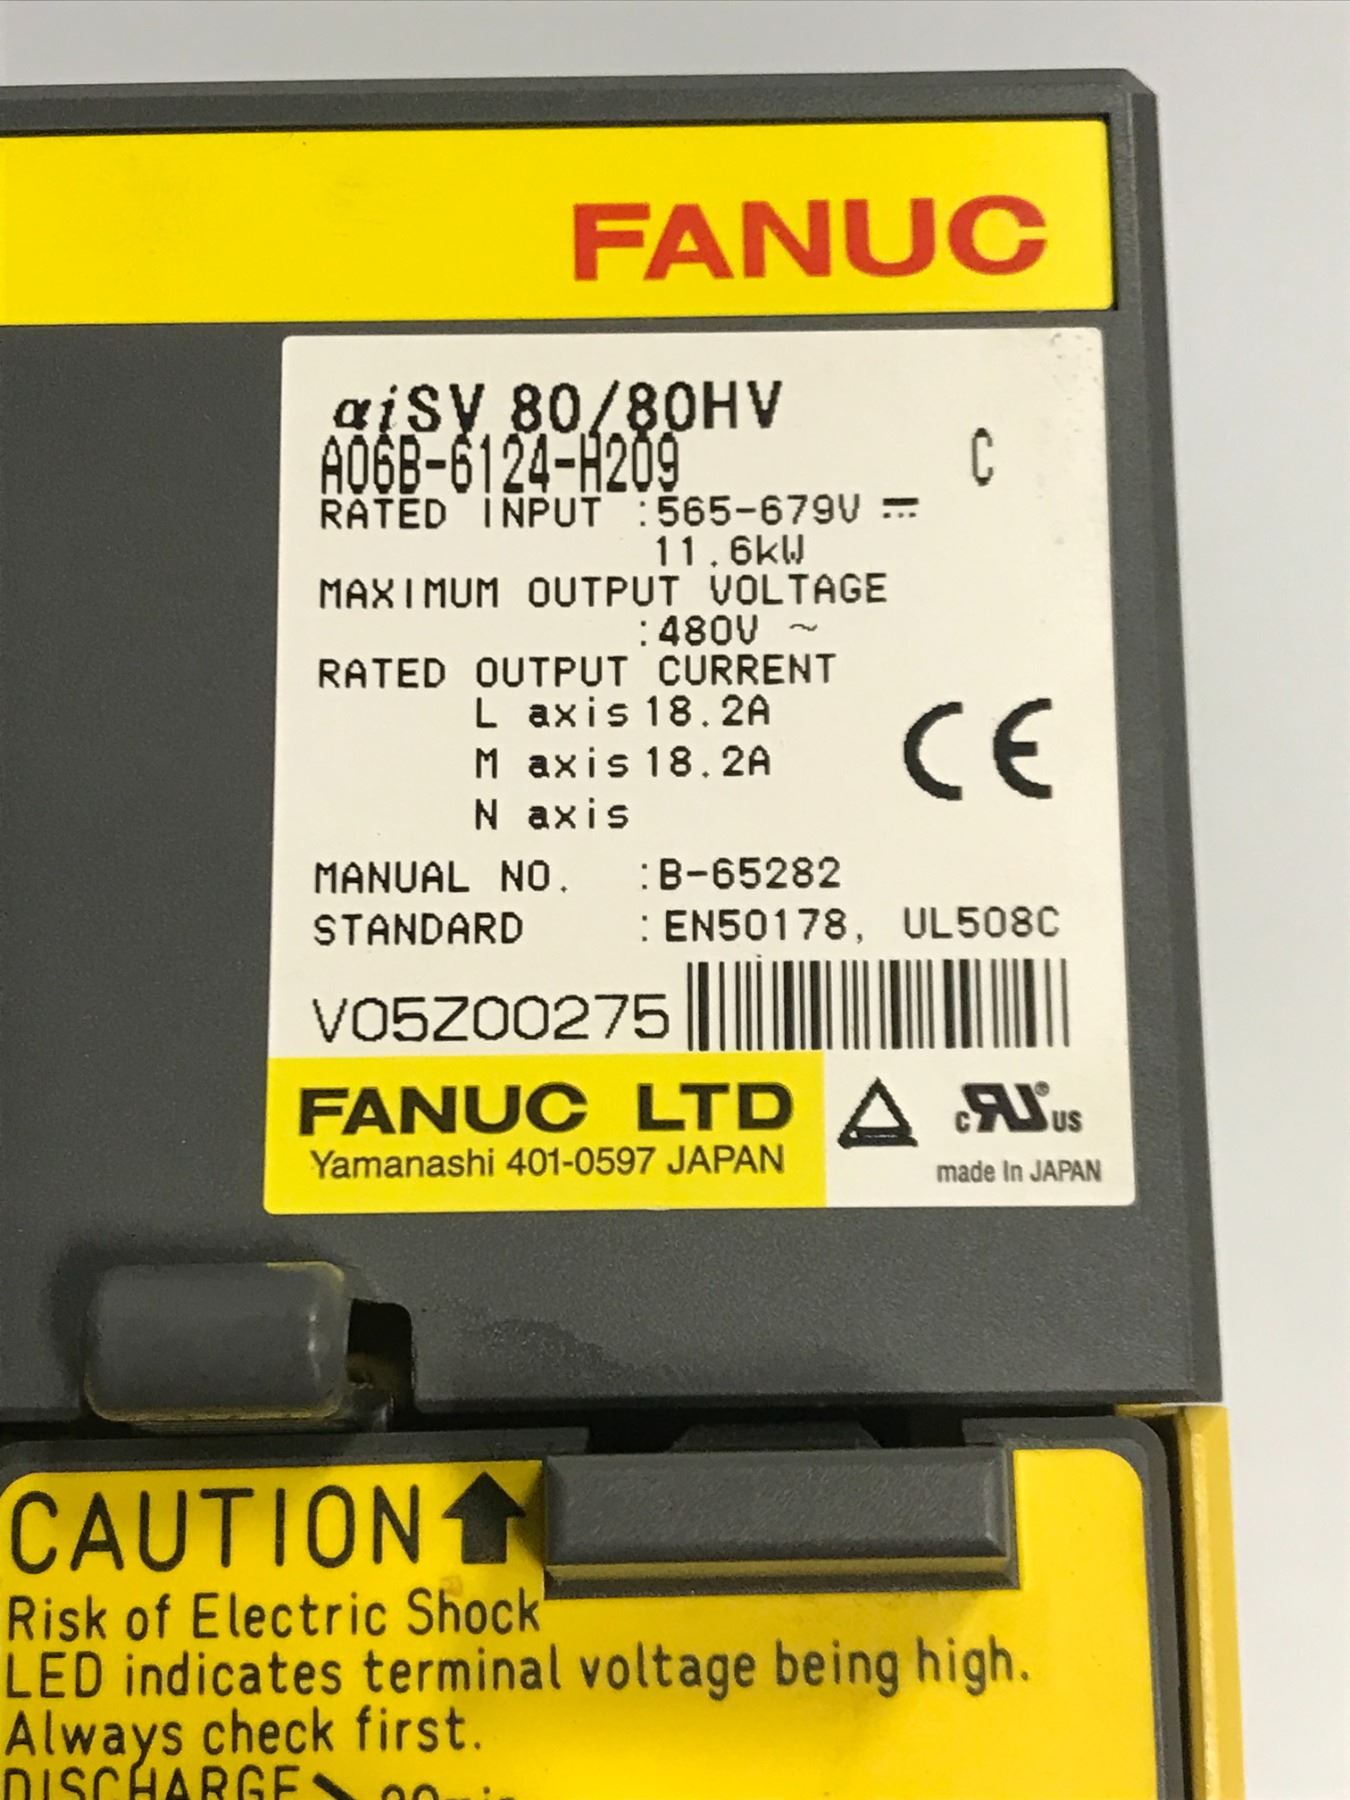 FANUC
αiSV 80/80HV
A06B-6124-H209 C
RATED INPUT :565-679V ⎓
11.6kW
MAXIMUM OUTPUT VOLTAGE
:480V ~
RATED OUTPUT CURRENT
L axis 18.2A
M axis 18.2A
N axis
CE
MANUAL NO. :B-65282
STANDARD :EN50178, UL508C
V05Z00275
FANUC LTD
Yamanashi 401-0597 JAPAN
c RU ® US
made In JAPAN
CAUTION
Risk of Electric Shock
LED indicates terminal voltage being high.
Always check first.
DISCHARGE